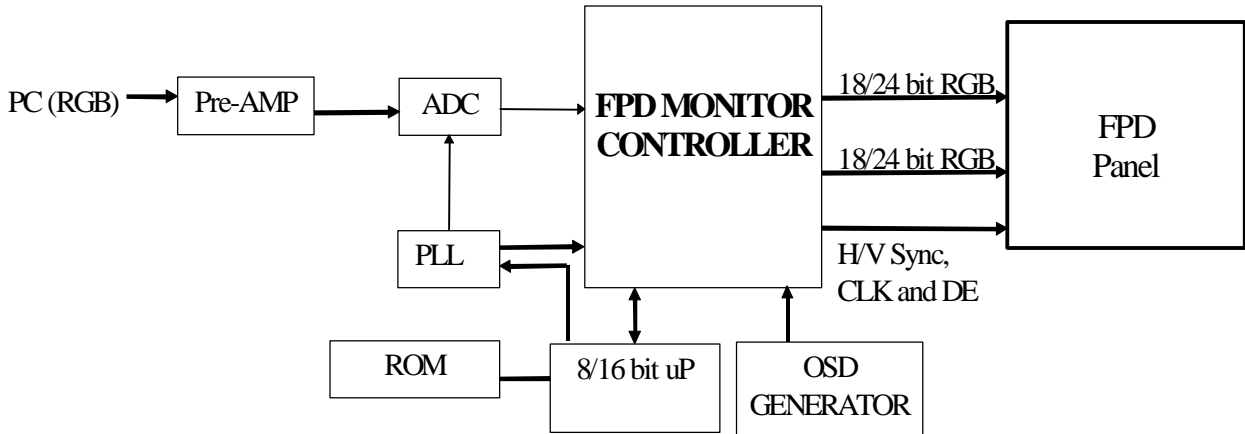 PC (RGB)
Pre-AMP
ADC
FPD MONITOR
CONTROLLER
18/24 bit RGB
18/24 bit RGB
H/V Sync,
CLK and DE
FPD
Panel
PLL
ROM
8/16 bit uP
OSD
GENERATOR